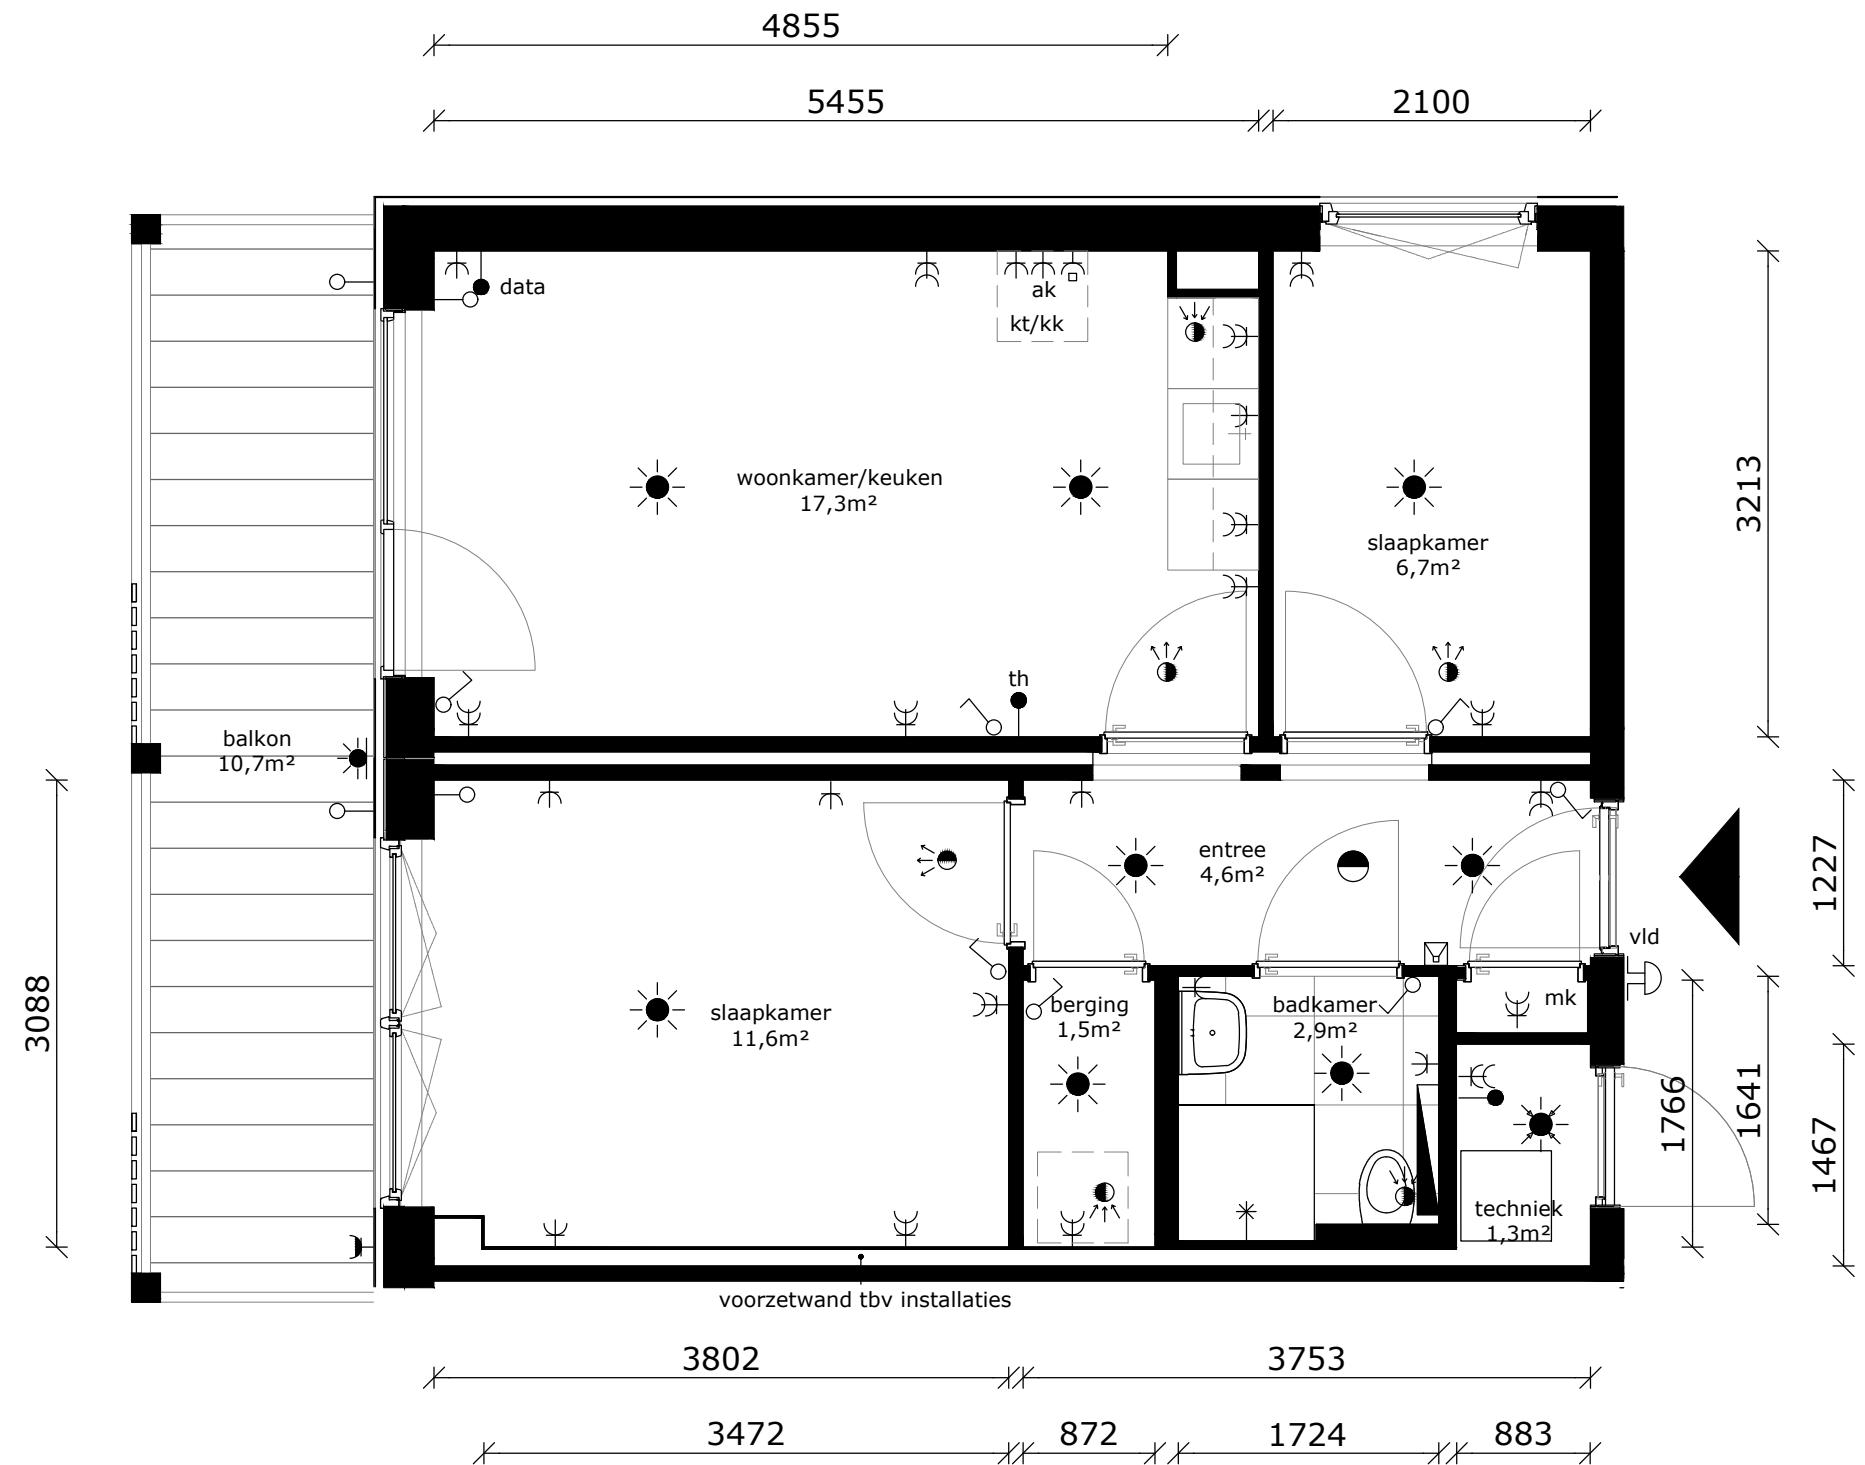 4855
5455
2100
data
ak
kt/kk
woonkamer/keuken
17,3m²
slaapkamer
6,7m²
3213
th
balkon
10,7m²
entree
4,6m²
1227
vld
3088
slaapkamer
11,6m²
berging
1,5m²
badkamer
2,9m²
mk
1766
1641
1467
techniek
1,3m²
voorzetwand tbv installaties
3802
3753
3472
872
1724
883